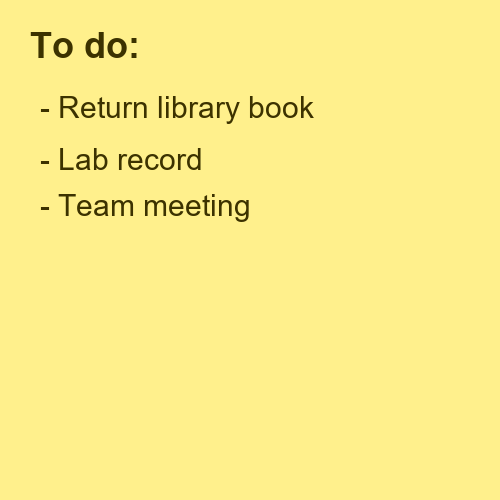 To do:
- Return library book
- Lab record
- Team meeting